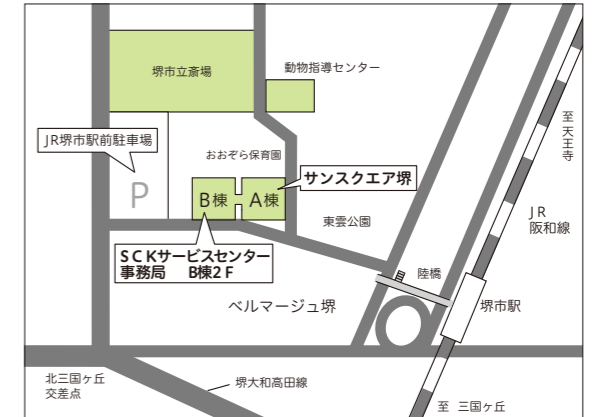 堺市立斎場
動物指導センター
至 天王寺
JR堺市駅前駐車場
おおぞら保育園
サンスクエア堺
P
B棟
A棟
東雲公園
JR
阪和線
SCKサービスセンター
事務局 B棟2F
陸橋
ベルマージュ堺
堺市駅
北三国ヶ丘
交差点
堺大和高田線
至 三国ヶ丘